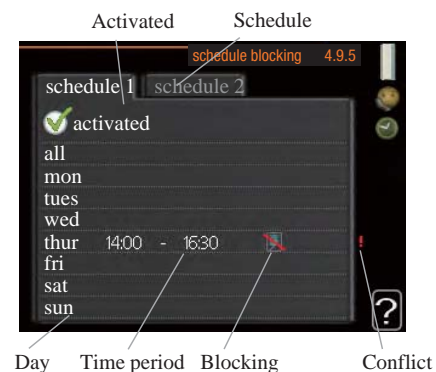 Activated Schedule
schedule blocking 4.9.5
schedule 1 schedule 2
activated
all
mon
tues
wed
thur 14:00 - 16:30 !
fri
sat
sun
?
Day Time period Blocking Conflict